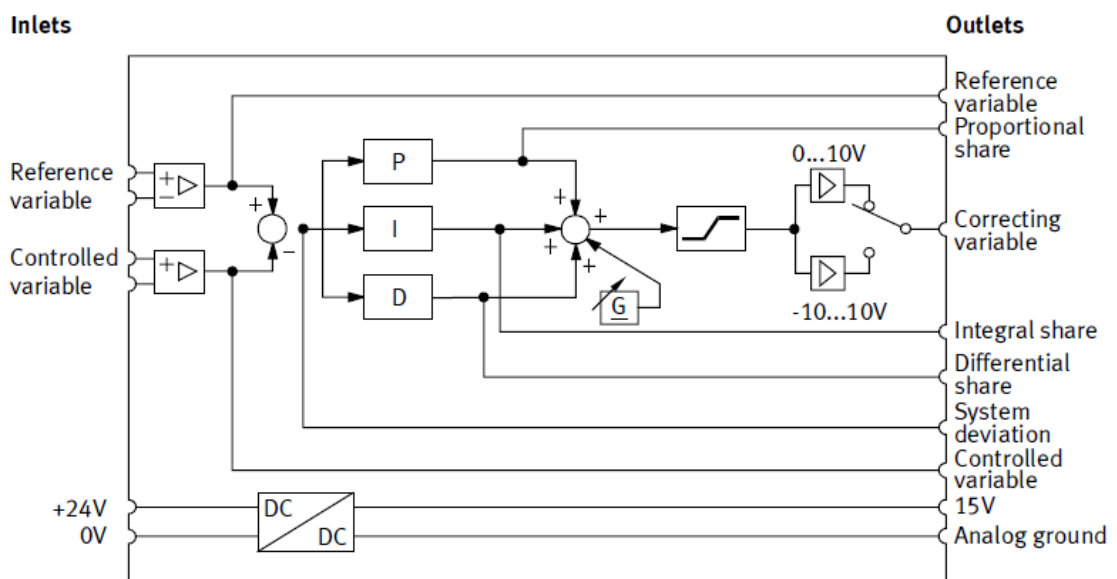 Inlets
Outlets
Reference
variable
Proportional
share
P
0...10V
Reference
variable
+
−
+
+
+
I
+
Correcting
variable
Controlled
variable
+
−
+
D
G
-10...10V
Integral share
Differential
share
System
deviation
Controlled
variable
+24V
DC
15V
0V
DC
Analog ground